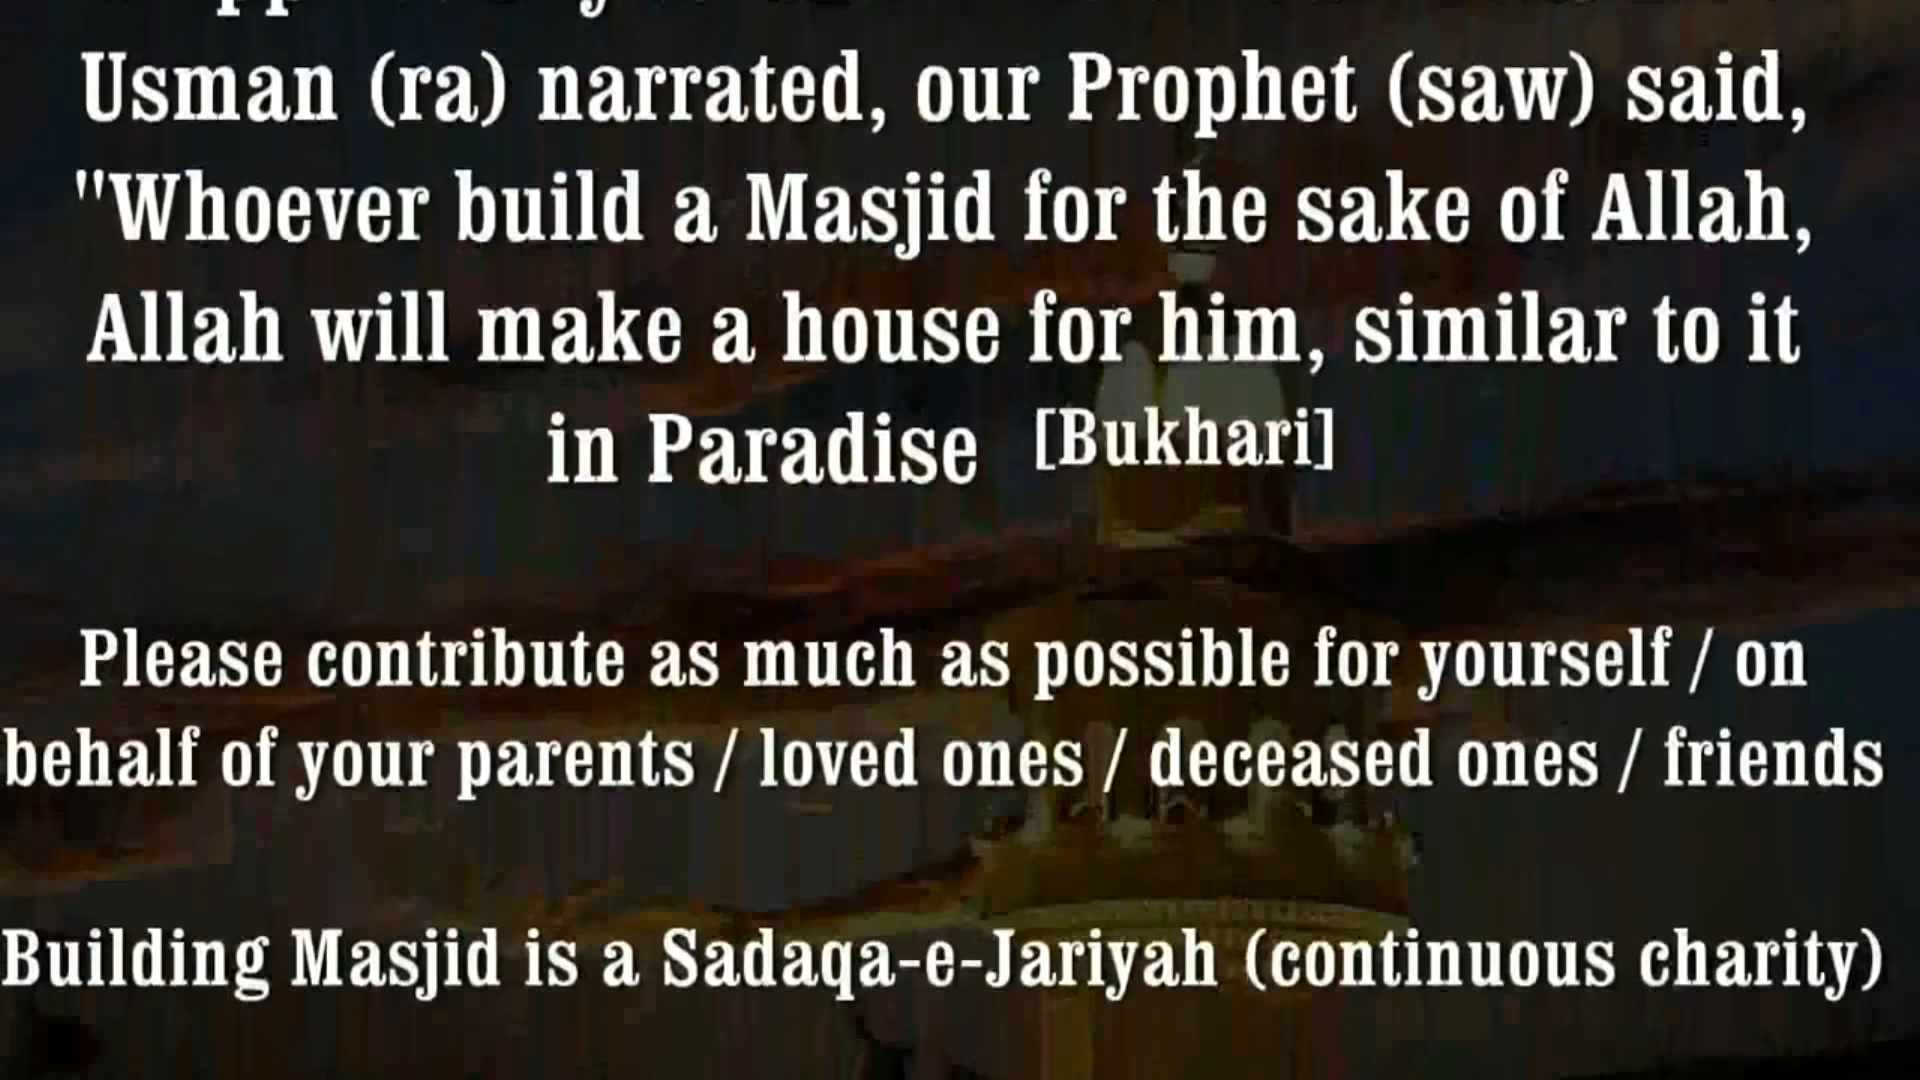 Usman (ra) narrated, our Prophet (saw) said,
"Whoever build a Masjid for the sake of Allah,
Allah will make a house for him, similar to it
in Paradise [Bukhari]
Please contribute as much as possible for yourself / on
behalf of your parents / loved ones / deceased ones / friends
Building Masjid is a Sadaqa-e-Jariyah (continuous charity)